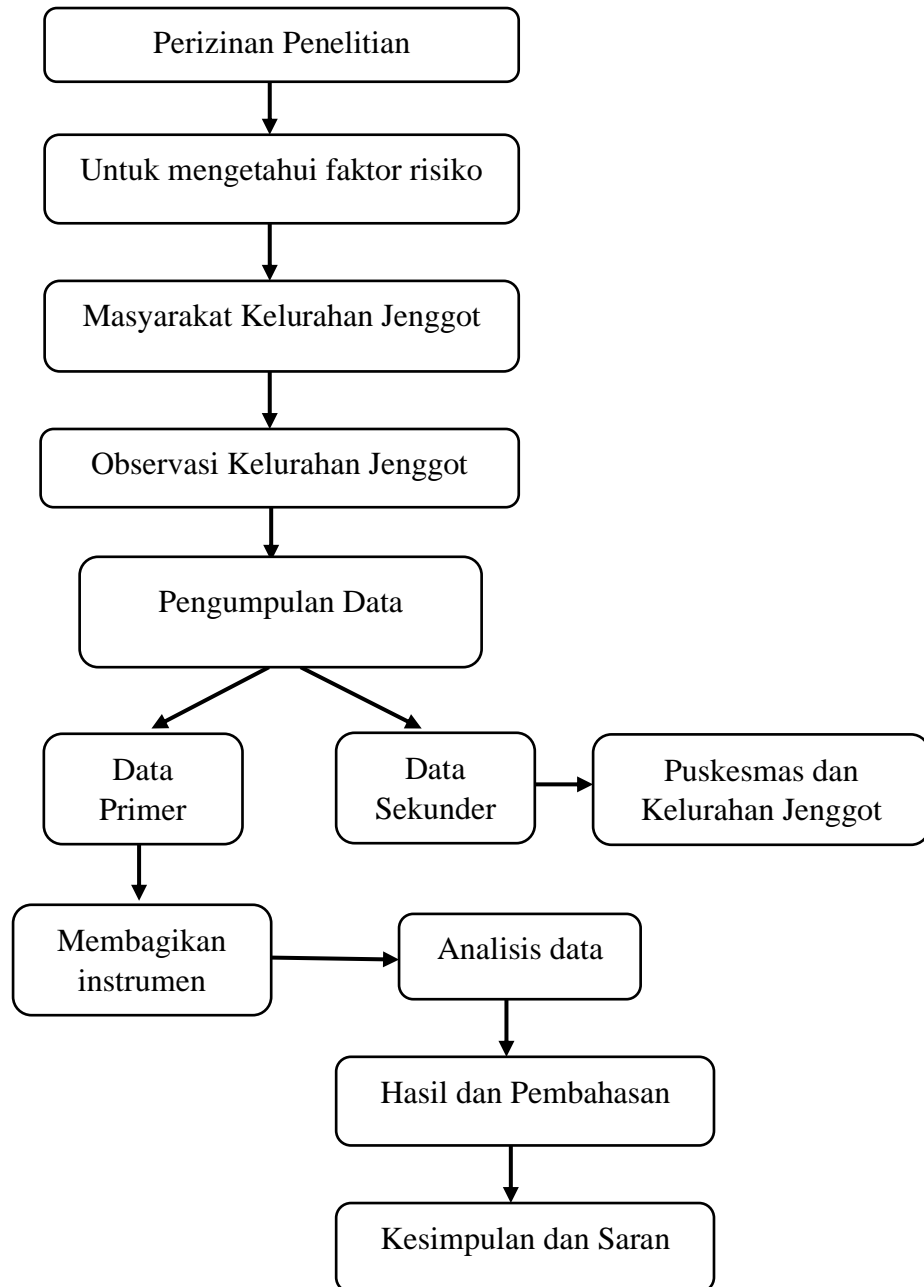 Perizinan Penelitian
Untuk mengetahui faktor risiko
Masyarakat Kelurahan Jenggot
Observasi Kelurahan Jenggot
Pengumpulan Data
Data
Primer
Data
Sekunder
Puskesmas dan
Kelurahan Jenggot
Membagikan
instrumen
Analisis data
Hasil dan Pembahasan
Kesimpulan dan Saran